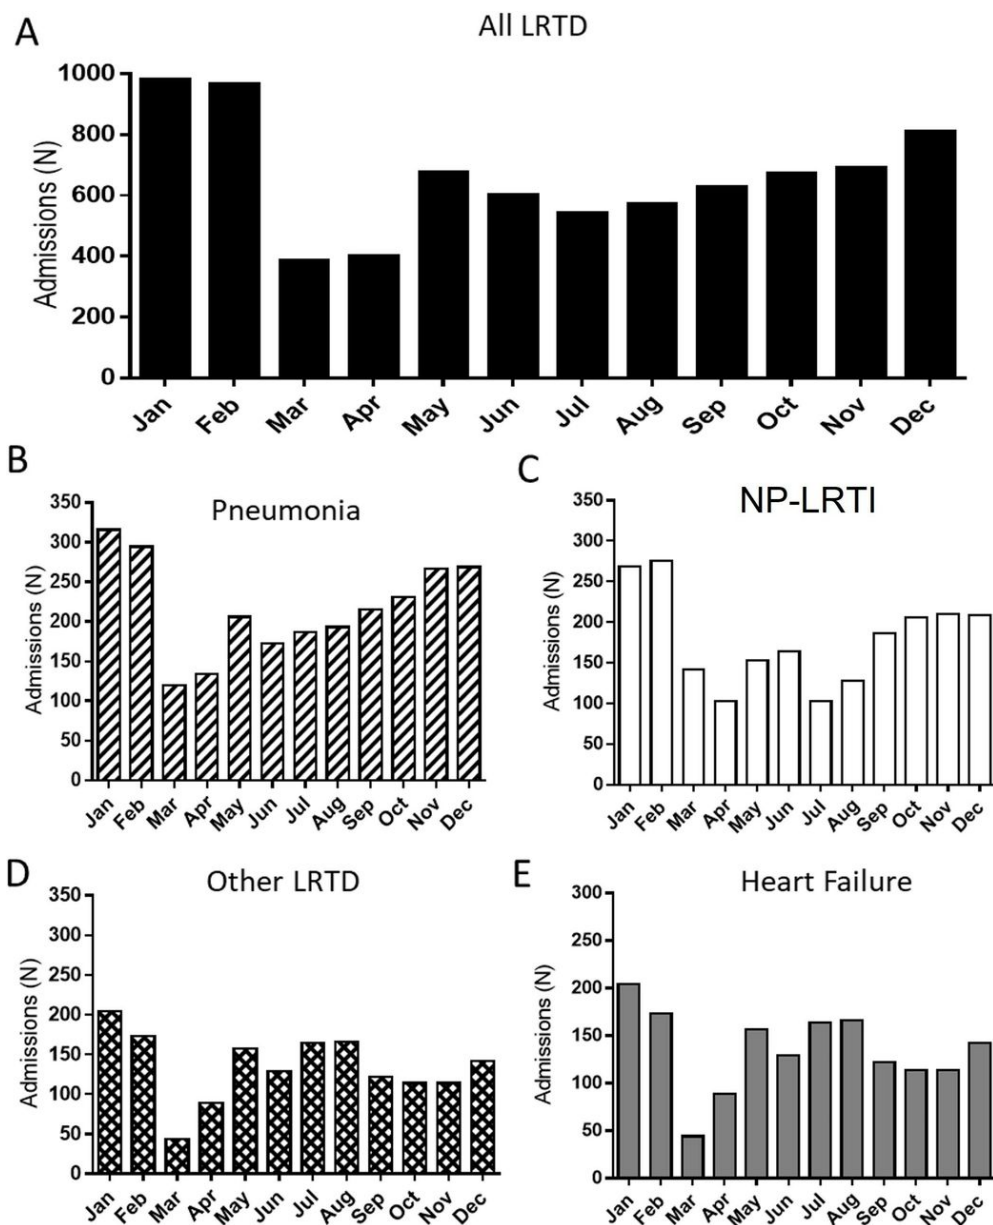 A
All LRTD
Admissions (N)
1000
800
600
400
200
0
Jan Feb Mar Apr May Jun Jul Aug Sep Oct Nov Dec
B
Pneumonia
Admissions (N)
350
300
250
200
150
100
50
0
Jan Feb Mar Apr May Jun Jul Aug Sep Oct Nov Dec
C
NP-LRTI
Admissions (N)
350
300
250
200
150
100
50
0
Jan Feb Mar Apr May Jun Jul Aug Sep Oct Nov Dec
D
Other LRTD
Admissions (N)
350
300
250
200
150
100
50
0
Jan Feb Mar Apr May Jun Jul Aug Sep Oct Nov Dec
E
Heart Failure
Admissions (N)
300
250
200
150
100
50
0
Jan Feb Mar Apr May Jun Jul Aug Sep Oct Nov Dec